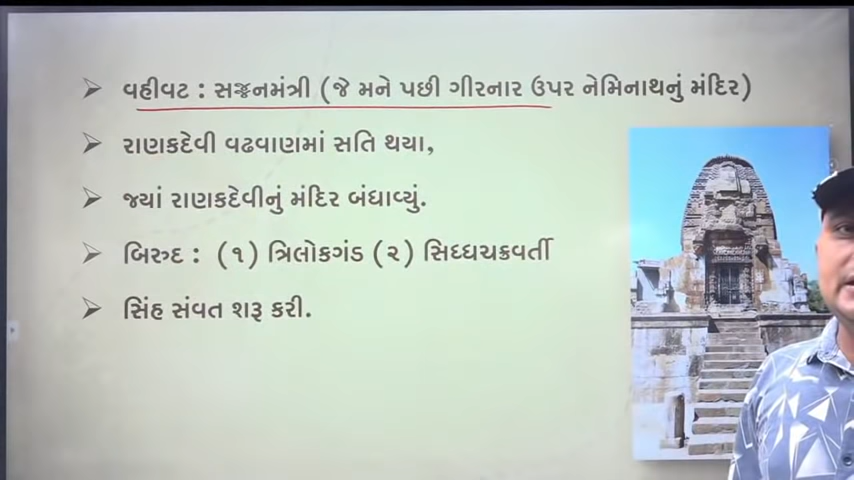 વહીવટ : સજ્જનમંત્રી (જે મને પછી ગીરનાર ઉપર નેમિનાથનું મંદિર)
રાણકદેવી વઢવાણમાં સતિ થયા,
જ્યાં રાણકદેવીનું મંદિર બંધાવ્યું.
બિરુદ : (૧) ત્રિલોકગંડ (૨) સિધ્ધચક્રવર્તી
સિંહ સંવત શરૂ કરી.